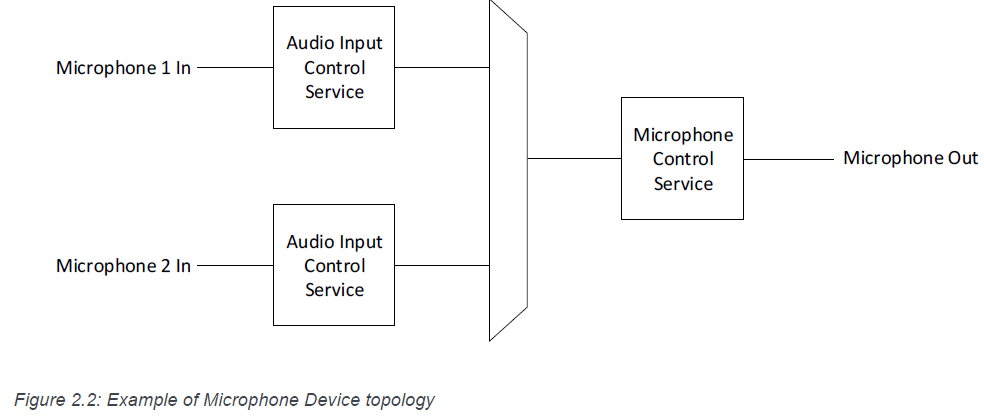 Microphone 1 In
Audio Input
Control
Service
Microphone 2 In
Audio Input
Control
Service
Microphone
Control
Service
Microphone Out
Figure 2.2: Example of Microphone Device topology